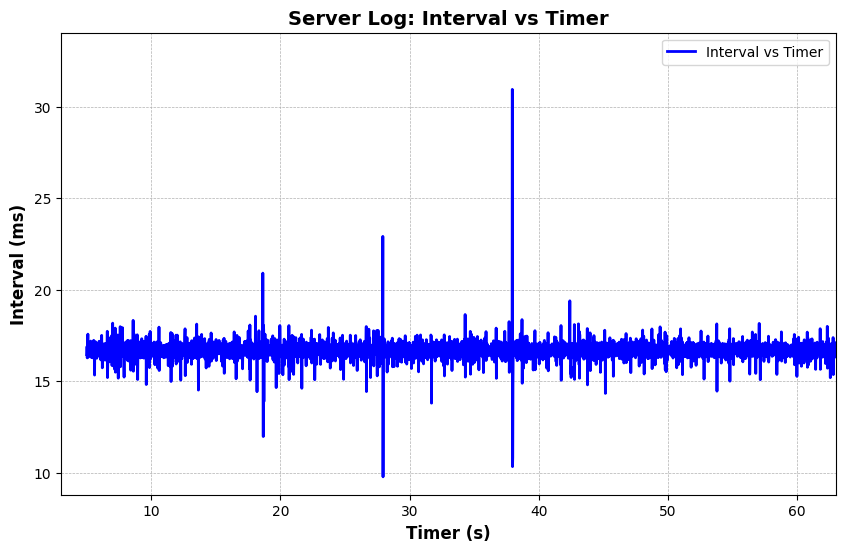 Server Log: Interval vs Timer
Interval vs Timer
30
25
20
15
10
Interval (ms)
10 20 30 40 50 60
Timer (s)